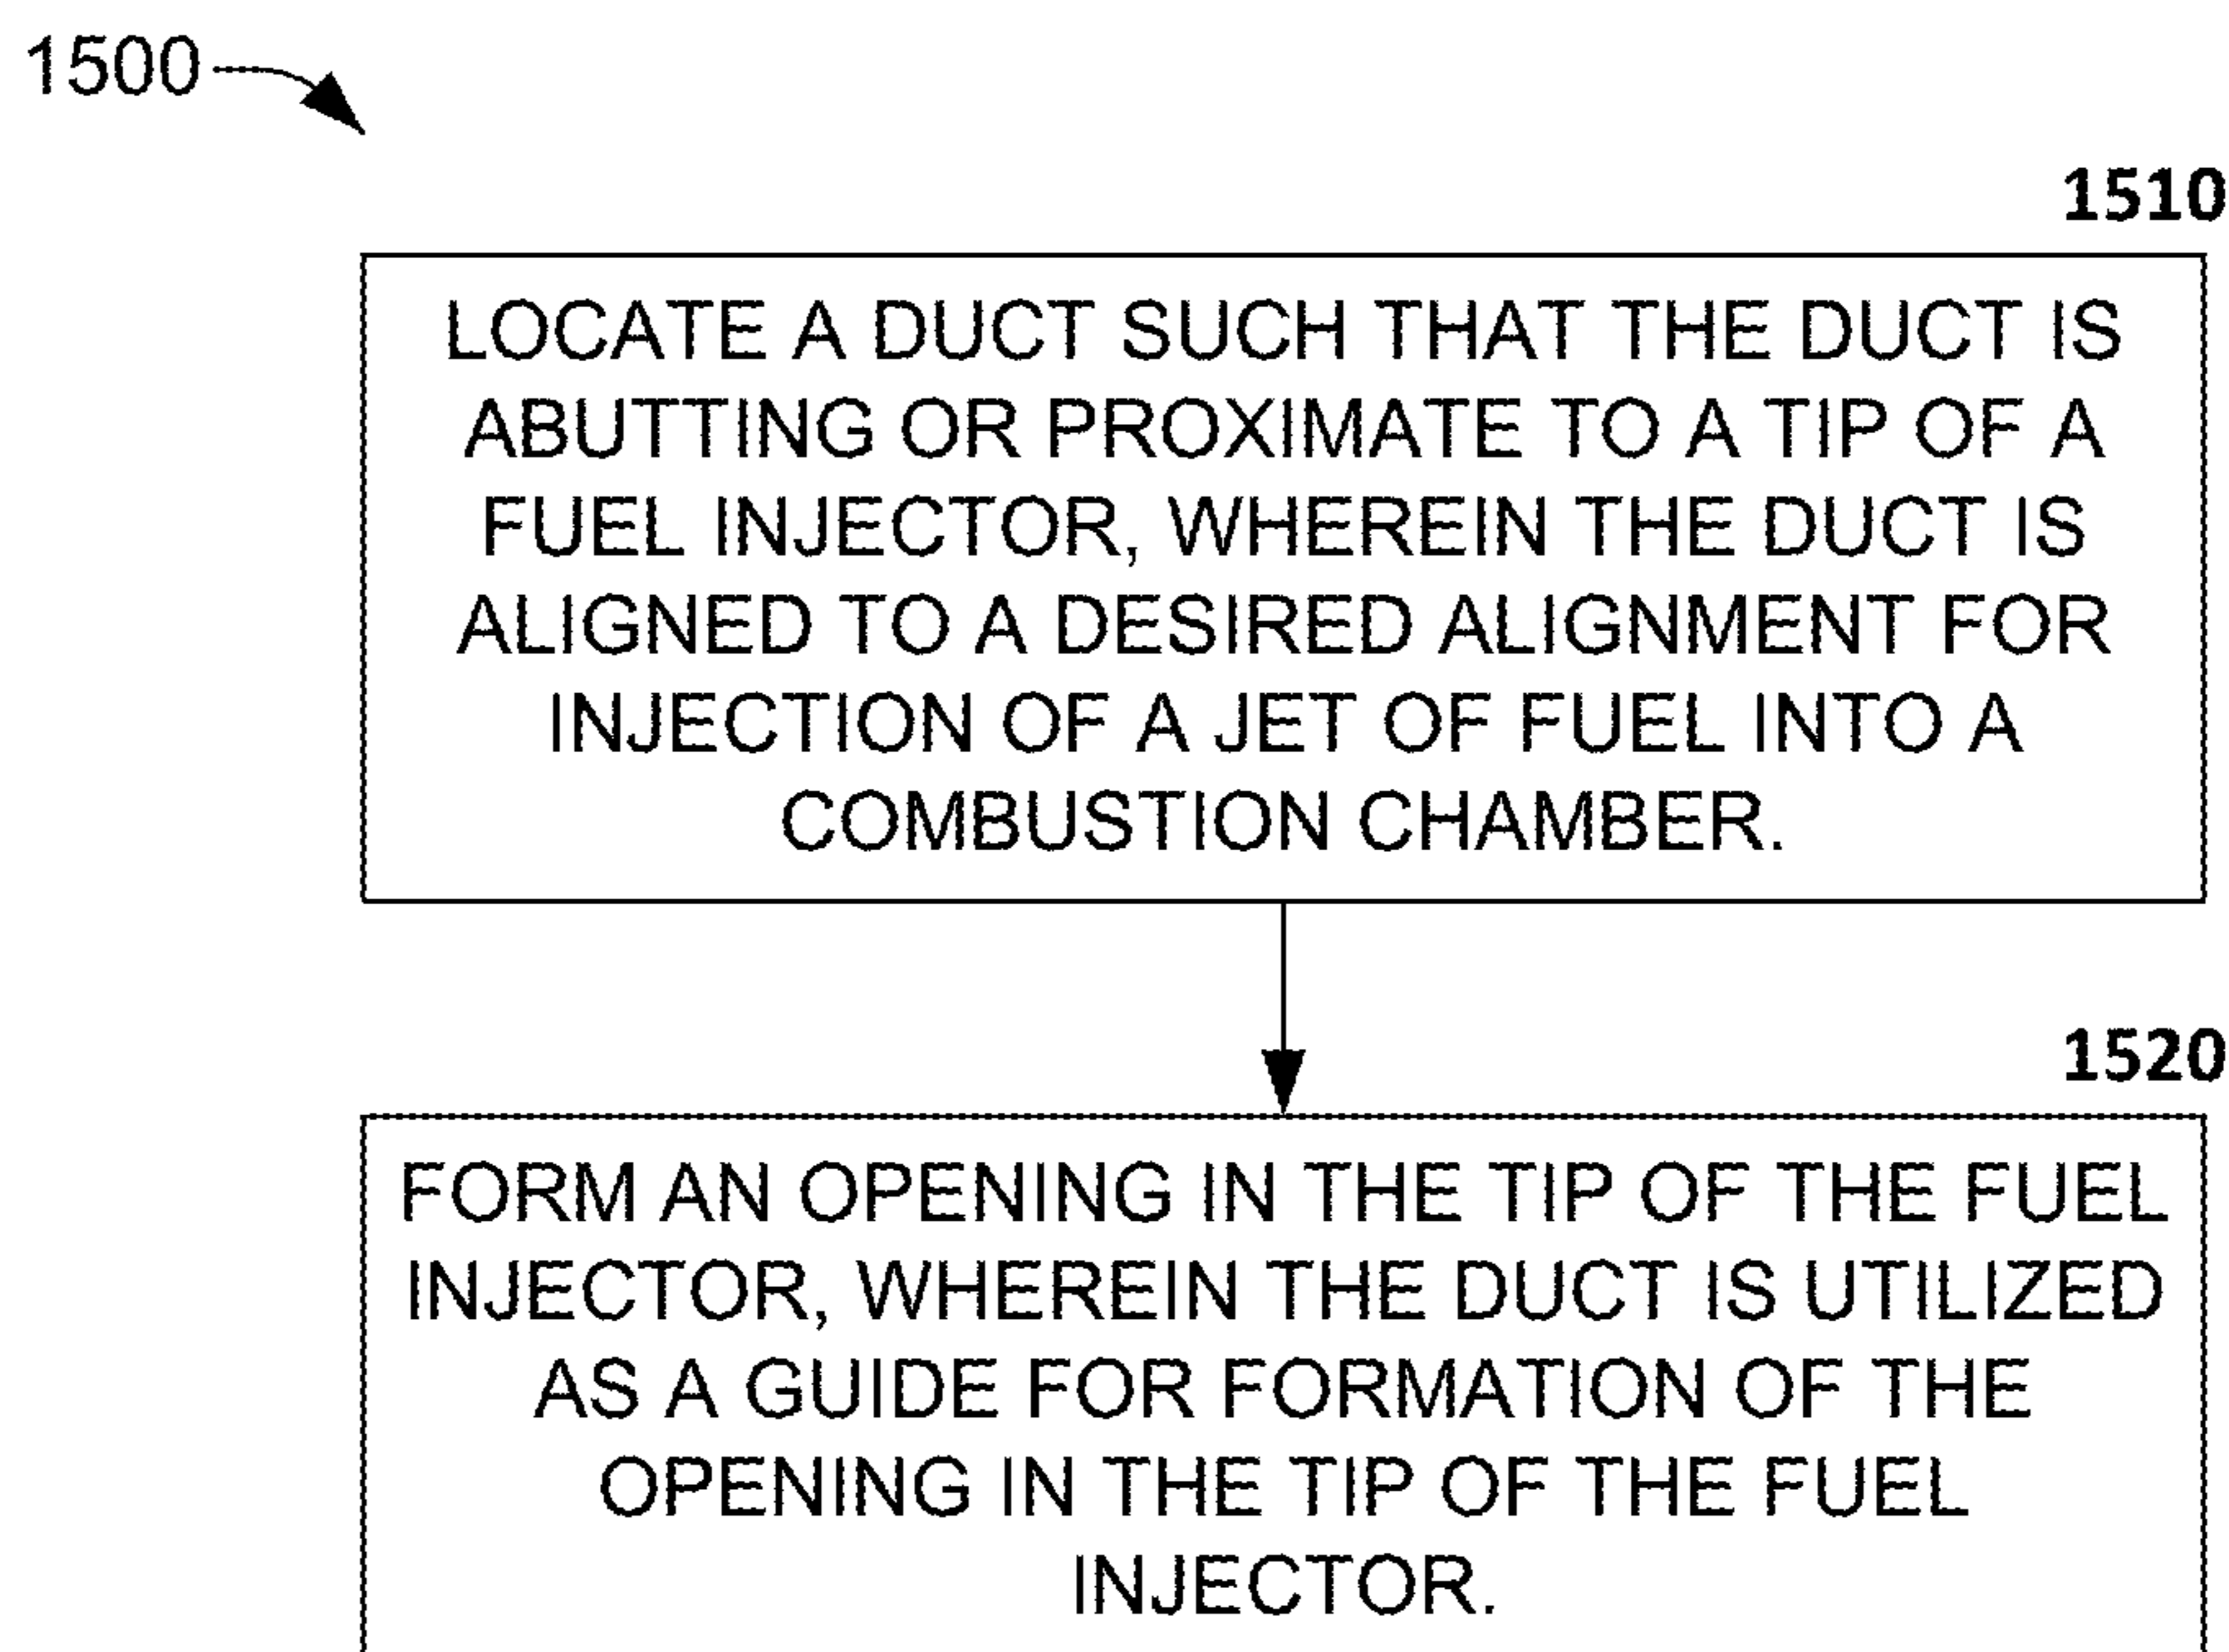 1500
1510
LOCATE A DUCT SUCH THAT THE DUCT IS
ABUTTING OR PROXIMATE TO A TIP OF A
FUEL INJECTOR, WHEREIN THE DUCT IS
ALIGNED TO A DESIRED ALIGNMENT FOR
INJECTION OF A JET OF FUEL INTO A
COMBUSTION CHAMBER.
1520
FORM AN OPENING IN THE TIP OF THE FUEL
INJECTOR, WHEREIN THE DUCT IS UTILIZED
AS A GUIDE FOR FORMATION OF THE
OPENING IN THE TIP OF THE FUEL
INJECTOR.